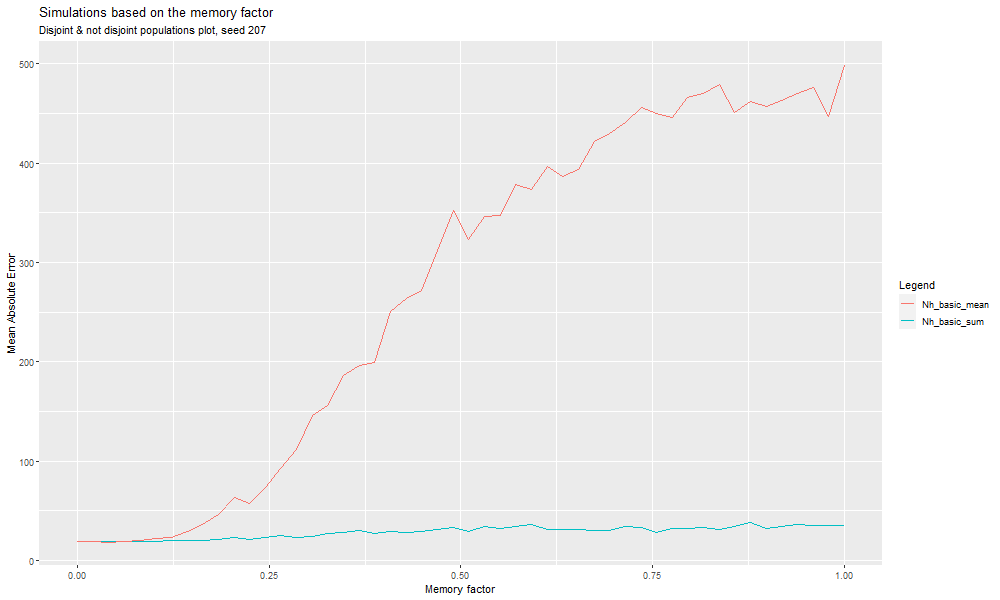 Simulations based on the memory factor
Disjoint & not disjoint populations plot, seed 207
Mean Absolute Error
500
400
300
200
100
0
0.00
0.25
0.50
0.75
1.00
Memory factor
Legend
Nh_basic_mean
Nh_basic_sum